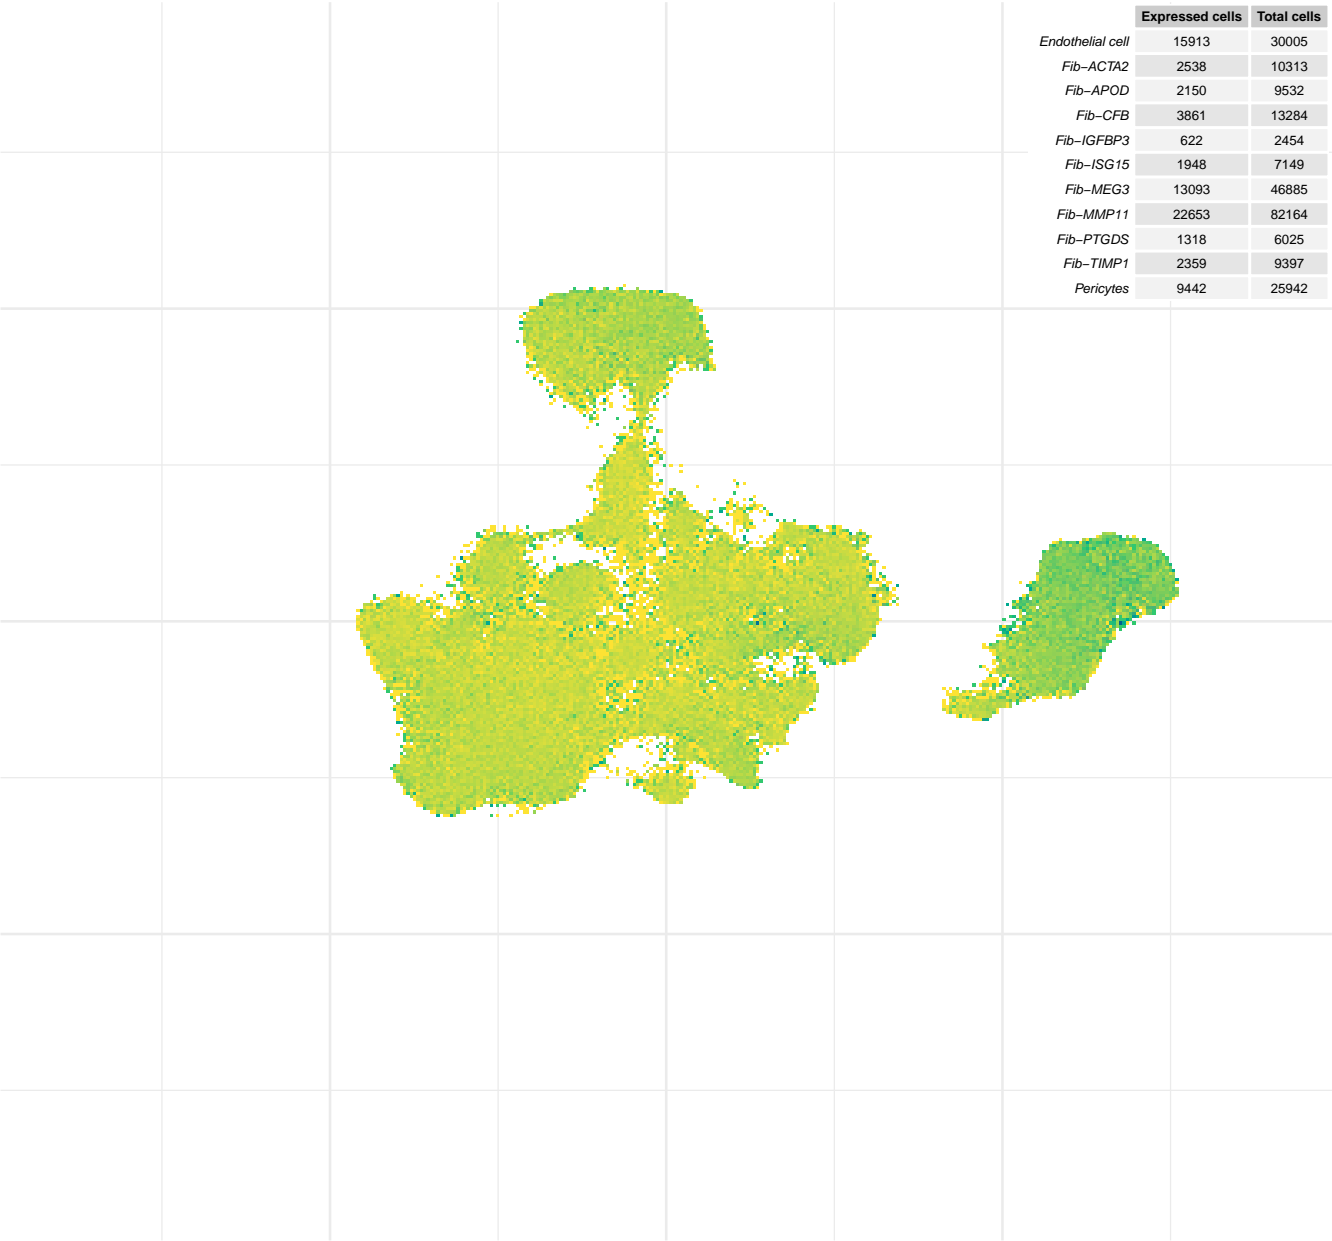 Expressed cells Total cells
Endothelial cell 15913 30005
Fib−ACTA2 2538 10313
Fib−APOD 2150 9532
Fib−CFB 3861 13284
Fib−IGFBP3 622 2454
Fib−ISG15 1948 7149
Fib−MEG3 13093 46885
Fib−MMP11 22653 82164
Fib−PTGDS 1318 6025
Fib−TIMP1 2359 9397
Pericytes 9442 25942